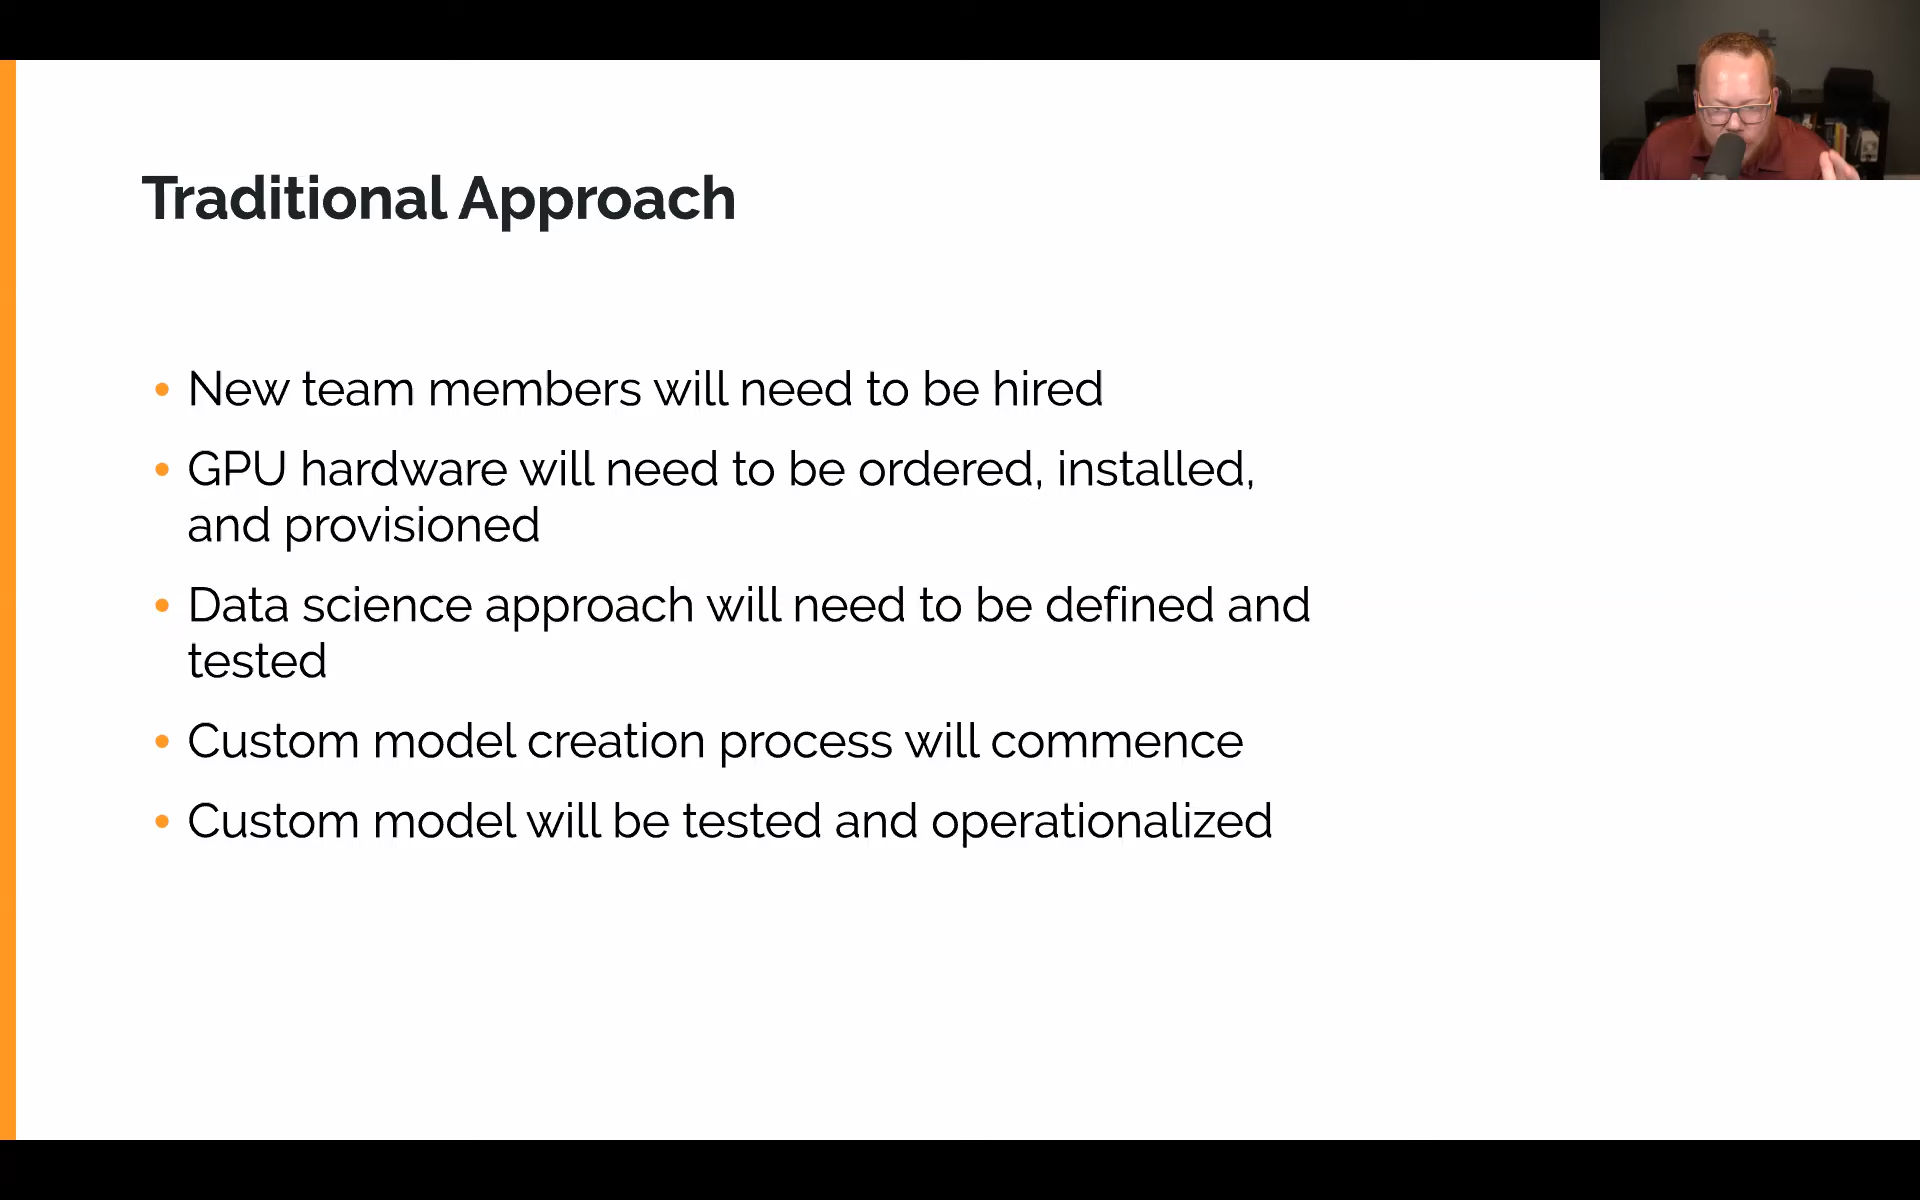 Traditional Approach
• New team members will need to be hired
• GPU hardware will need to be ordered, installed,
and provisioned
• Data science approach will need to be defined and
tested
• Custom model creation process will commence
• Custom model will be tested and operationalized